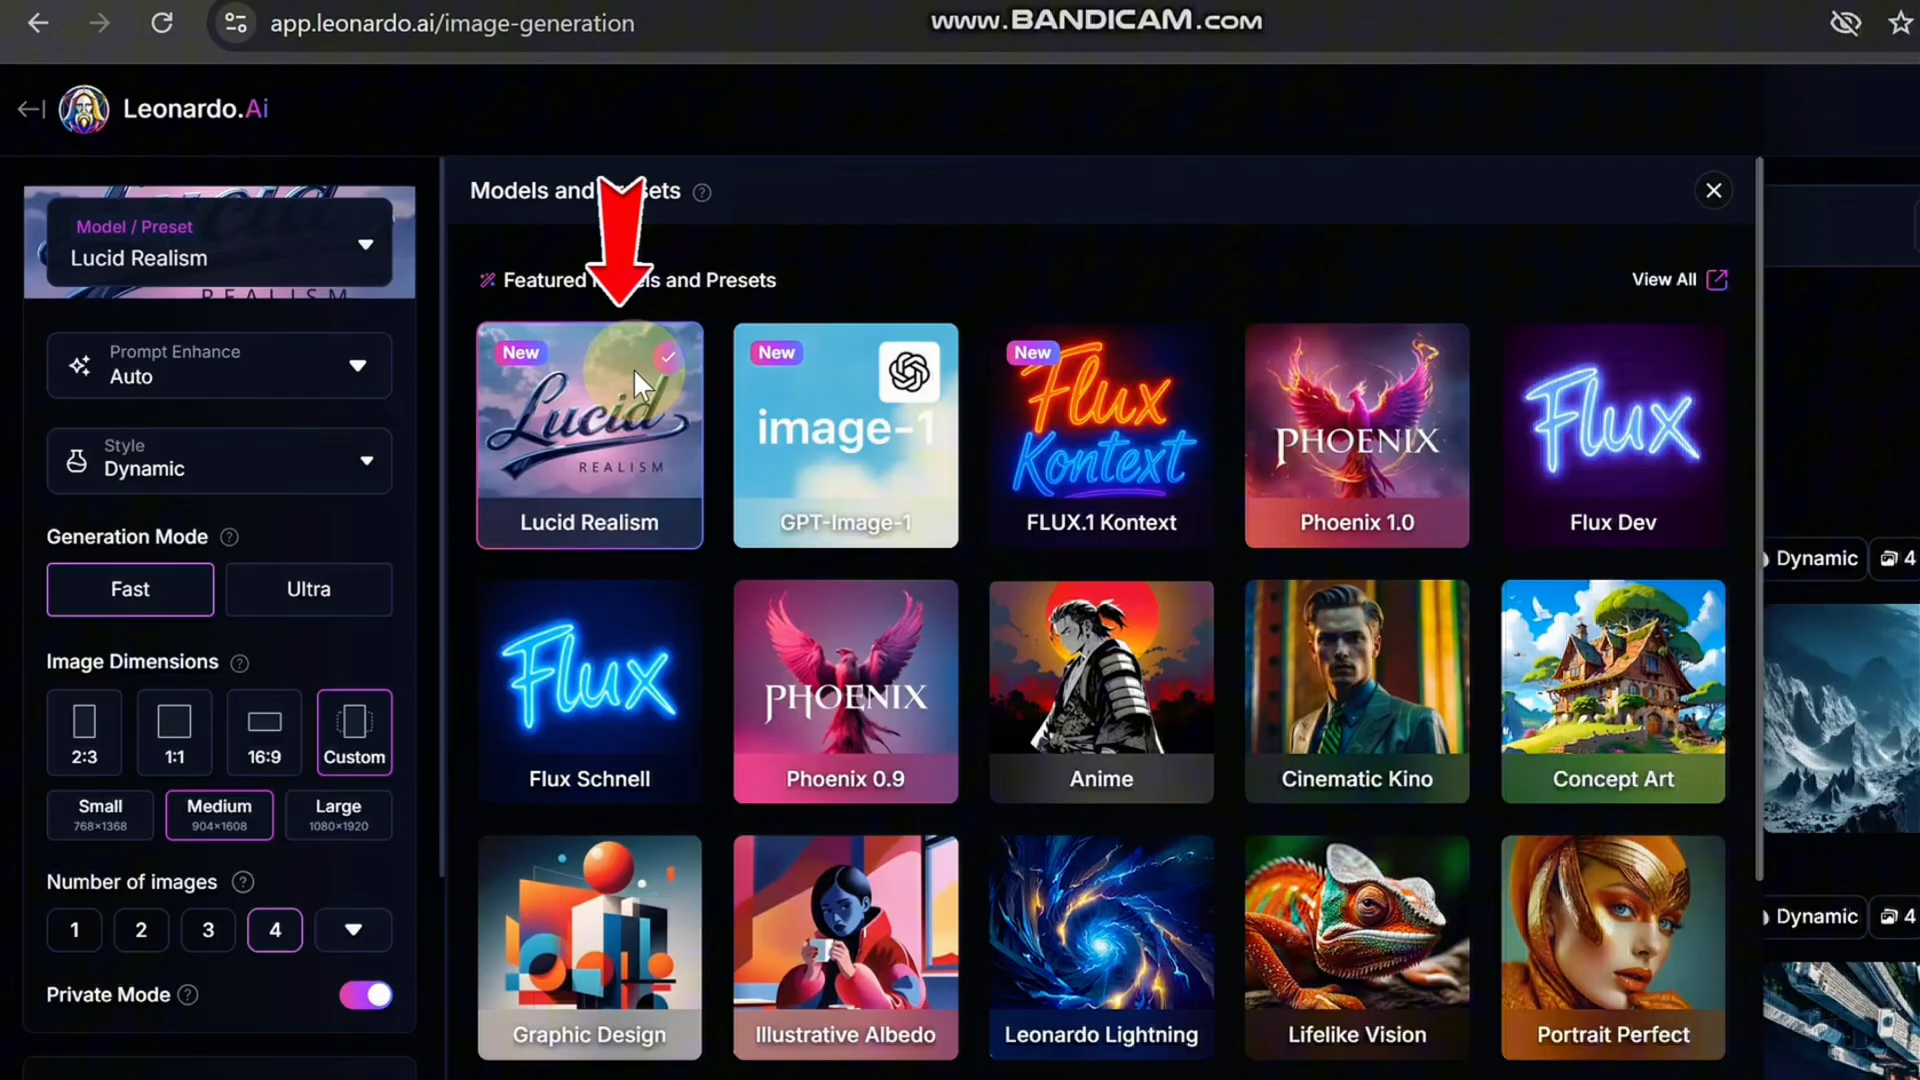 app.leonardo.ai/image-generation
www.BANDICAM.com
Leonardo.Ai
Model / Preset
Lucid Realism
REALISM
Prompt Enhance
Auto
Style
Dynamic
Generation Mode ?
Fast
Ultra
Image Dimensions ?
2:3
1:1
16:9
Custom
Small
768×1368
Medium
904×1608
Large
1080×1920
Number of images ?
1
2
3
4
Private Mode ?
Models and sets ?
Featured ls and Presets
View All
New
Lucid
REALISM
Lucid Realism
New
image-1
GPT-Image-1
New
Flux
Kontext
FLUX.1 Kontext
PHOENIX
Phoenix 1.0
Flux
Flux Dev
Flux
Flux Schnell
PHOENIX
Phoenix 0.9
Anime
Cinematic Kino
Concept Art
Graphic Design
Illustrative Albedo
Leonardo Lightning
Lifelike Vision
Portrait Perfect
Dynamic
4
Dynamic
4